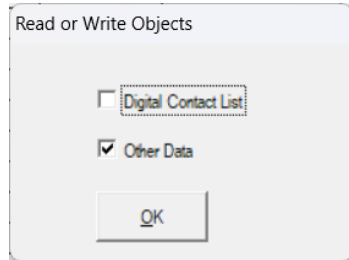 Read or Write Objects
Digital Contact List
Other Data
OK